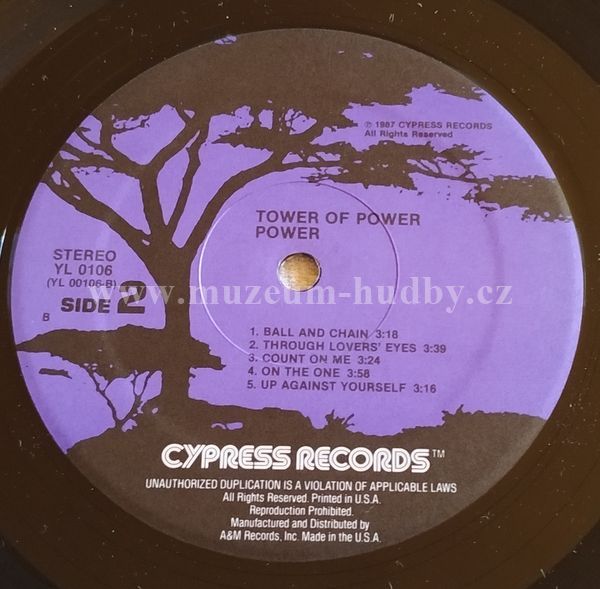 ℗ 1987 CYPRESS RECORDS
All Rights Reserved
TOWER OF POWER
POWER
STEREO
YL 0106
(YL 00106-B)
SIDE 2
B
www.muzeum-hudby.cz
1. BALL AND CHAIN 3:18
2. THROUGH LOVERS' EYES 3:39
3. COUNT ON ME 3:24
4. ON THE ONE 3:58
5. UP AGAINST YOURSELF 3:16
CYPRESS RECORDS™
UNAUTHORIZED DUPLICATION IS A VIOLATION OF APPLICABLE LAWS
All Rights Reserved. Printed in U.S.A.
Reproduction Prohibited.
Manufactured and Distributed by
A&M Records, Inc. Made in the U.S.A.